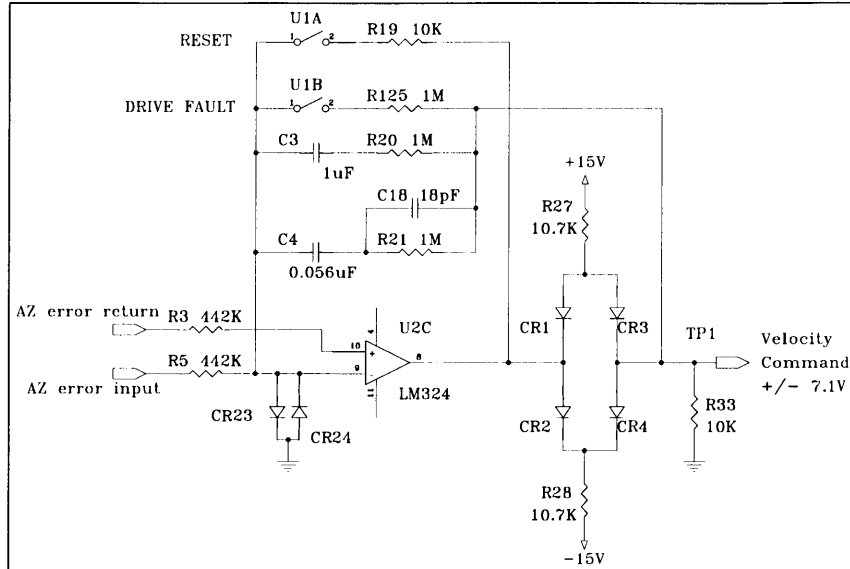 U1A
RESET 1 2 R19 10K
U1B
DRIVE FAULT 1 2 R125 1M
C3 R20 1M
1uF
C18 18pF
C4 R21 1M
0.056uF
+15V
R27
10.7K
AZ error return R3 442K
4 U2C
10 +
8
9 -
11 LM324
R5 442K
AZ error input
CR23
CR24
CR1 CR3
CR2 CR4
TP1 Velocity
Command
+/- 7.1V
R33
10K
R28
10.7K
-15V